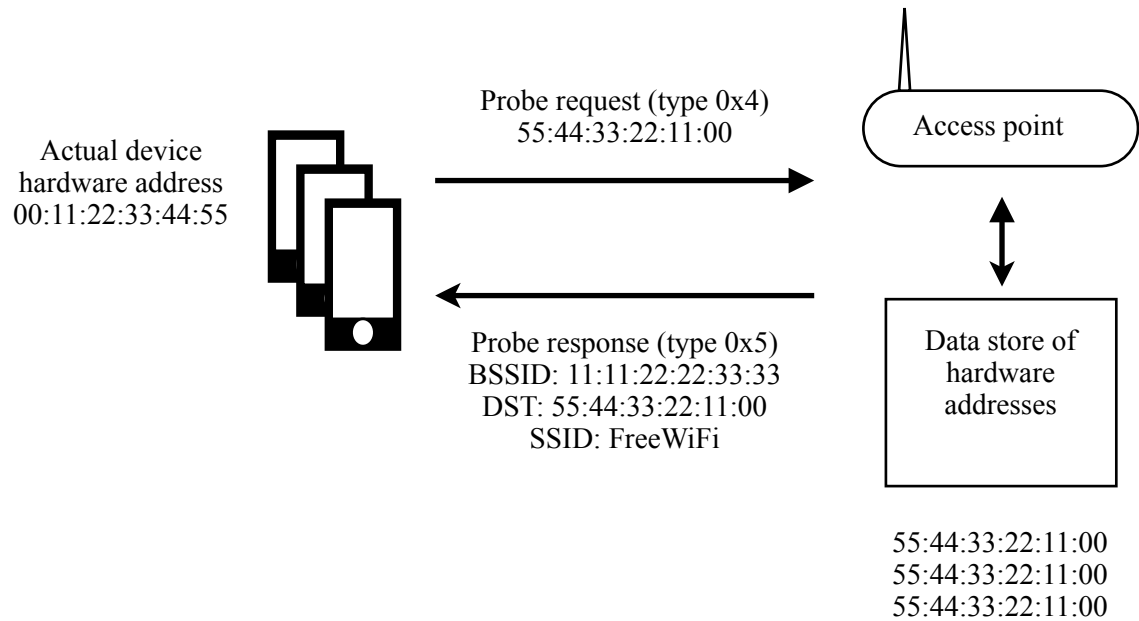 Actual device
hardware address
00:11:22:33:44:55
Probe request (type 0x4)
55:44:33:22:11:00
Access point
Probe response (type 0x5)
BSSID: 11:11:22:22:33:33
DST: 55:44:33:22:11:00
SSID: FreeWiFi
Data store of
hardware
addresses
55:44:33:22:11:00
55:44:33:22:11:00
55:44:33:22:11:00